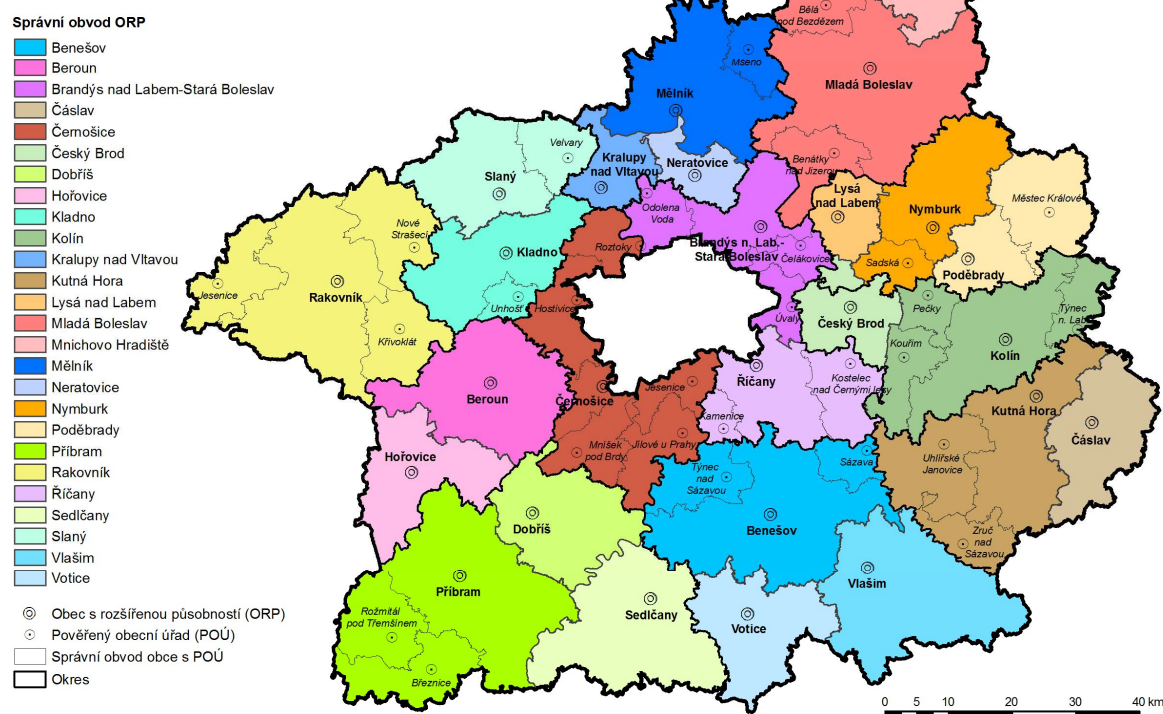 Správní obvod ORP
Benešov
Beroun
Brandýs nad Labem-Stará Boleslav
Čáslav
Černošice
Český Brod
Dobříš
Hořovice
Kladno
Kolín
Kralupy nad Vltavou
Kutná Hora
Lysá nad Labem
Mladá Boleslav
Mnichovo Hradiště
Mělník
Neratovice
Nymburk
Poděbrady
Příbram
Rakovník
Říčany
Sedlčany
Slaný
Vlašim
Votice
Obec s rozšířenou působností (ORP)
Pověřený obecní úřad (POÚ)
Správní obvod obce s POÚ
Okres
Bělá
pod Bezdězem
Mšeno
Mladá Boleslav
Mělník
Velvary
Kralupy
nad Vltavou
Neratovice
Benátky
nad Jizerou
Slaný
Lysá
nad Labem
Městec Králové
Odolena
Voda
Nymburk
Nové
Strašecí
Roztoky
Kladno
Brandýs n. Lab.-
Stará Boleslav
Čelákovice
Sadská
Poděbrady
Jesenice
Rakovník
Unhošť
Hostivice
Úvaly
Český Brod
Pečky
Týnec
n. Lab.
Křivoklát
Kouřim
Kolín
Beroun
Černošice
Jesenice
Říčany
Kostelec
nad Černými lesy
Kutná Hora
Kamenice
Čáslav
Hořovice
Mníšek
pod Brdy
Jílové u Prahy
Týnec
nad
Sázavou
Sázava
Uhlířské
Janovice
Dobříš
Benešov
Zruč
nad
Sázavou
Příbram
Vlašim
Rožmitál
pod Třemšínem
Sedlčany
Votice
Březnice
0 5 10 20 30 40 km